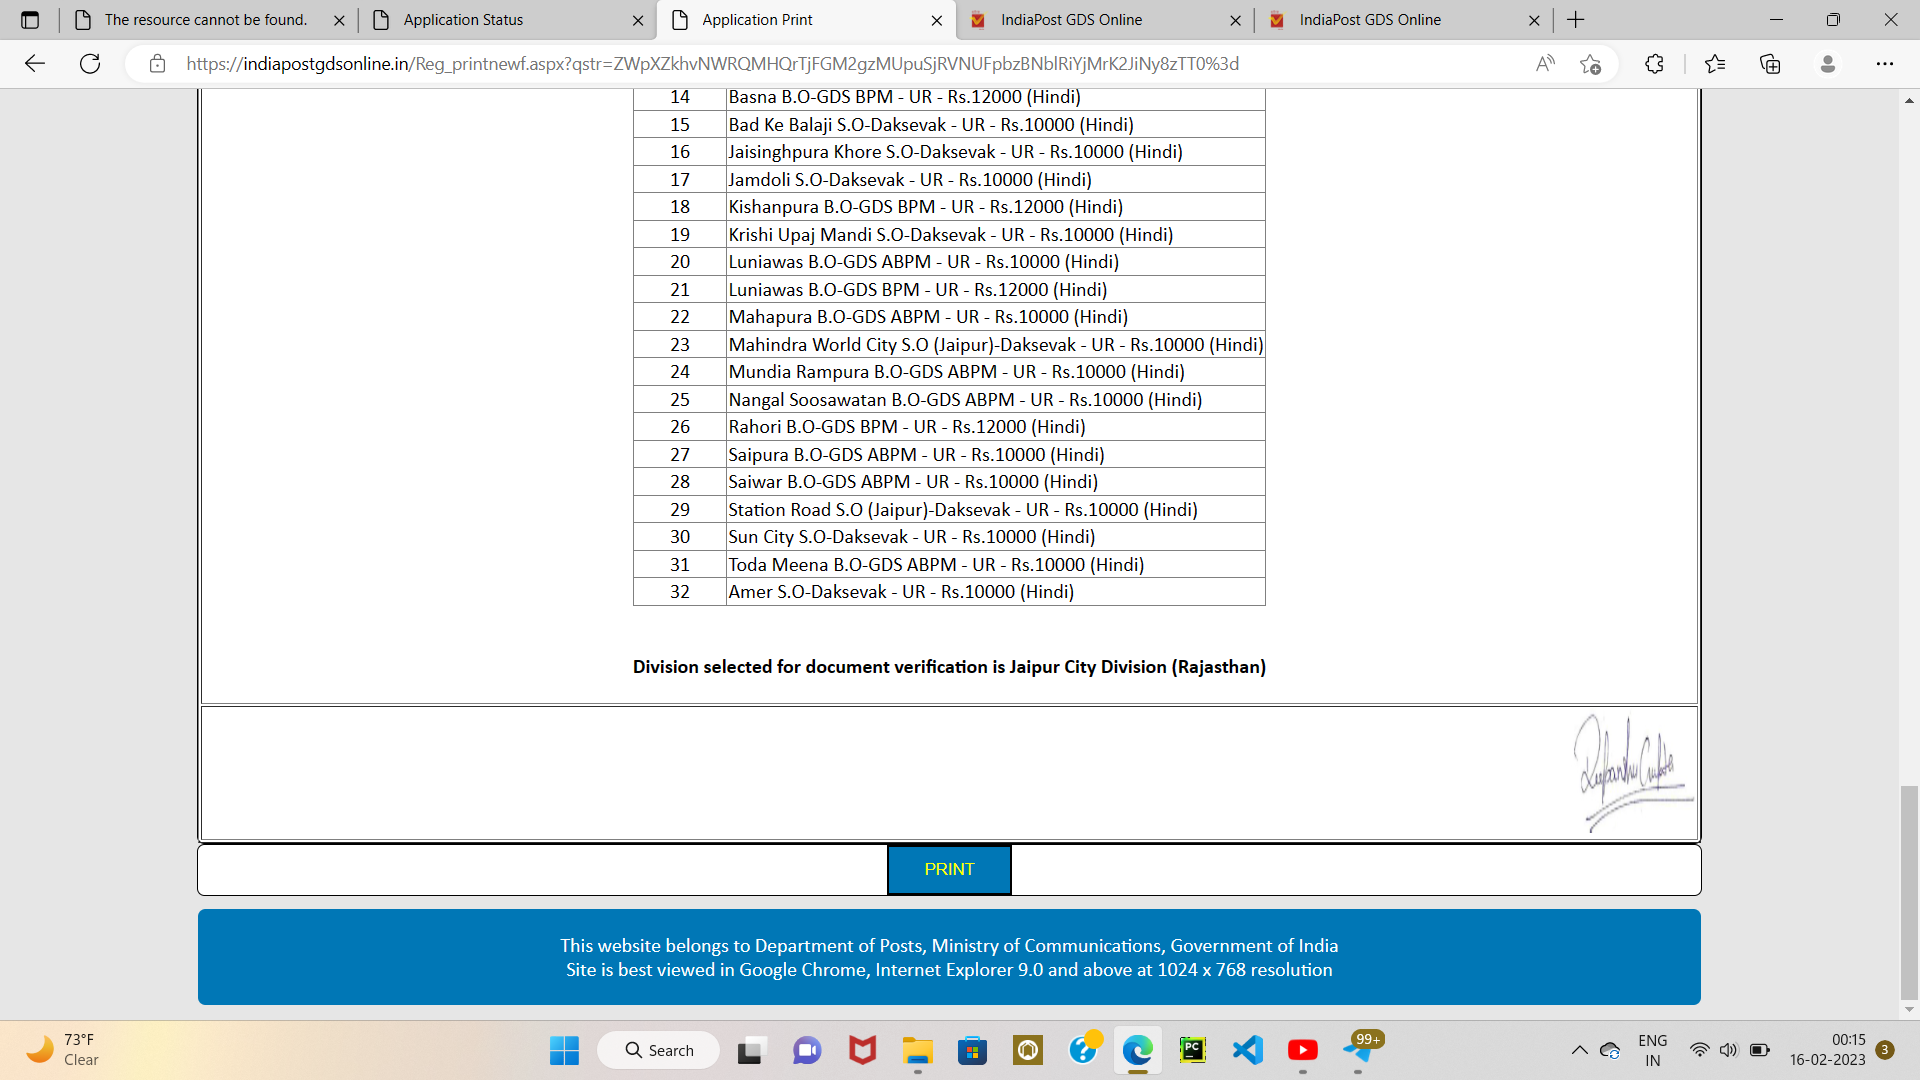 The resource cannot be found.
Application Status
Application Print
IndiaPost GDS Online
IndiaPost GDS Online
https://indiapostgdsonline.in/Reg_printnewf.aspx?qstr=ZWpXZkhvNWRQMHQrTjFGM2gzMUpuSjRVNUFpbzBNblRiYjMrK2JiNy8zTT0%3d
14 Basna B.O-GDS BPM - UR - Rs.12000 (Hindi)
15 Bad Ke Balaji S.O-Daksevak - UR - Rs.10000 (Hindi)
16 Jaisinghpura Khore S.O-Daksevak - UR - Rs.10000 (Hindi)
17 Jamdoli S.O-Daksevak - UR - Rs.10000 (Hindi)
18 Kishanpura B.O-GDS BPM - UR - Rs.12000 (Hindi)
19 Krishi Upaj Mandi S.O-Daksevak - UR - Rs.10000 (Hindi)
20 Luniawas B.O-GDS ABPM - UR - Rs.10000 (Hindi)
21 Luniawas B.O-GDS BPM - UR - Rs.12000 (Hindi)
22 Mahapura B.O-GDS ABPM - UR - Rs.10000 (Hindi)
23 Mahindra World City S.O (Jaipur)-Daksevak - UR - Rs.10000 (Hindi)
24 Mundia Rampura B.O-GDS ABPM - UR - Rs.10000 (Hindi)
25 Nangal Soosawatan B.O-GDS ABPM - UR - Rs.10000 (Hindi)
26 Rahori B.O-GDS BPM - UR - Rs.12000 (Hindi)
27 Saipura B.O-GDS ABPM - UR - Rs.10000 (Hindi)
28 Saiwar B.O-GDS ABPM - UR - Rs.10000 (Hindi)
29 Station Road S.O (Jaipur)-Daksevak - UR - Rs.10000 (Hindi)
30 Sun City S.O-Daksevak - UR - Rs.10000 (Hindi)
31 Toda Meena B.O-GDS ABPM - UR - Rs.10000 (Hindi)
32 Amer S.O-Daksevak - UR - Rs.10000 (Hindi)
Division selected for document verification is Jaipur City Division (Rajasthan)
PRINT
This website belongs to Department of Posts, Ministry of Communications, Government of India
Site is best viewed in Google Chrome, Internet Explorer 9.0 and above at 1024 x 768 resolution
73°F
Clear
Search
PC
99+
ENG
IN
00:15
16-02-2023
3